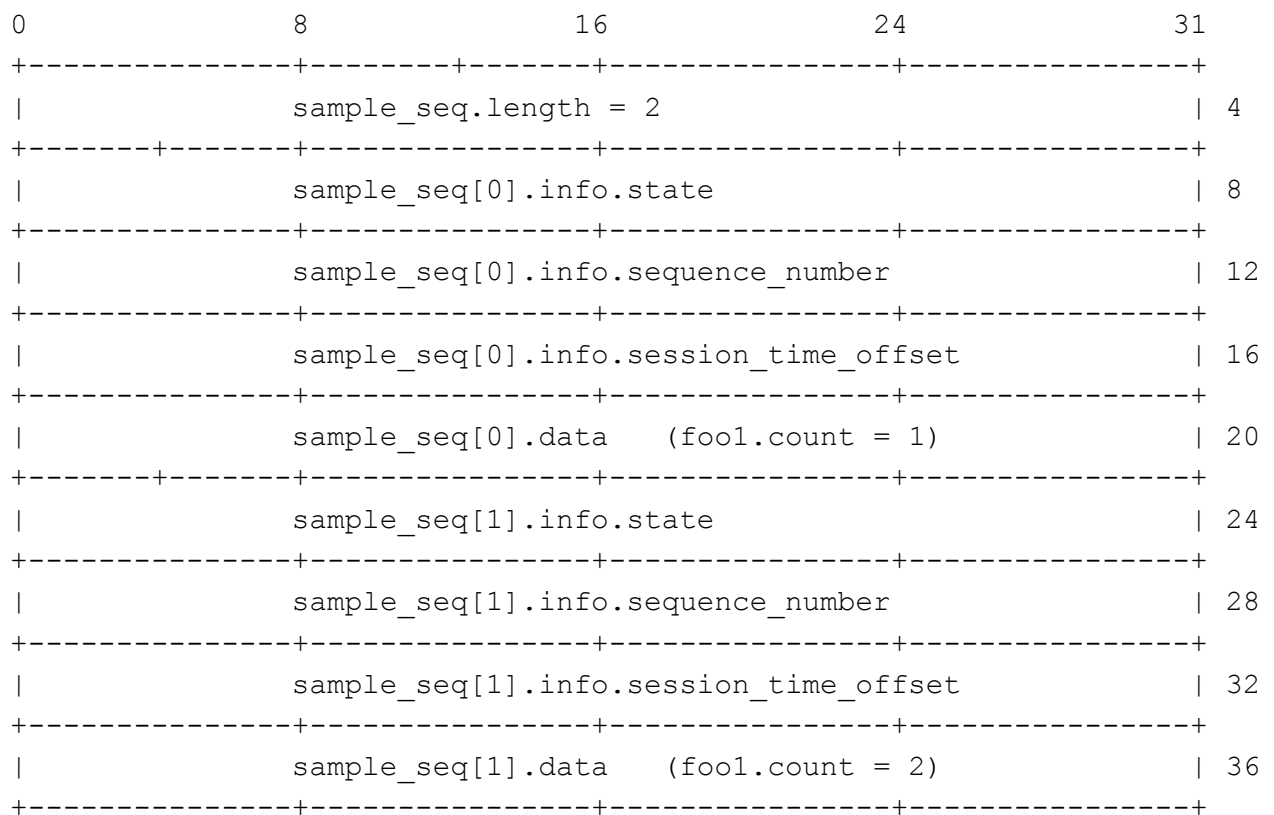 0 8 16 24 31
+---------------+--------+-------+---------------+----------------+
| sample_seq.length = 2 | 4
+-------+-------+----------------+----------------+---------------+
| sample_seq[0].info.state | 8
+---------------+----------------+----------------+---------------+
| sample_seq[0].info.sequence_number | 12
+---------------+----------------+----------------+---------------+
| sample_seq[0].info.session_time_offset | 16
+---------------+----------------+----------------+---------------+
| sample_seq[0].data (foo1.count = 1) | 20
+-------+-------+----------------+----------------+---------------+
| sample_seq[1].info.state | 24
+---------------+----------------+----------------+---------------+
| sample_seq[1].info.sequence_number | 28
+---------------+----------------+----------------+---------------+
| sample_seq[1].info.session_time_offset | 32
+---------------+----------------+----------------+---------------+
| sample_seq[1].data (foo1.count = 2) | 36
+---------------+----------------+----------------+---------------+